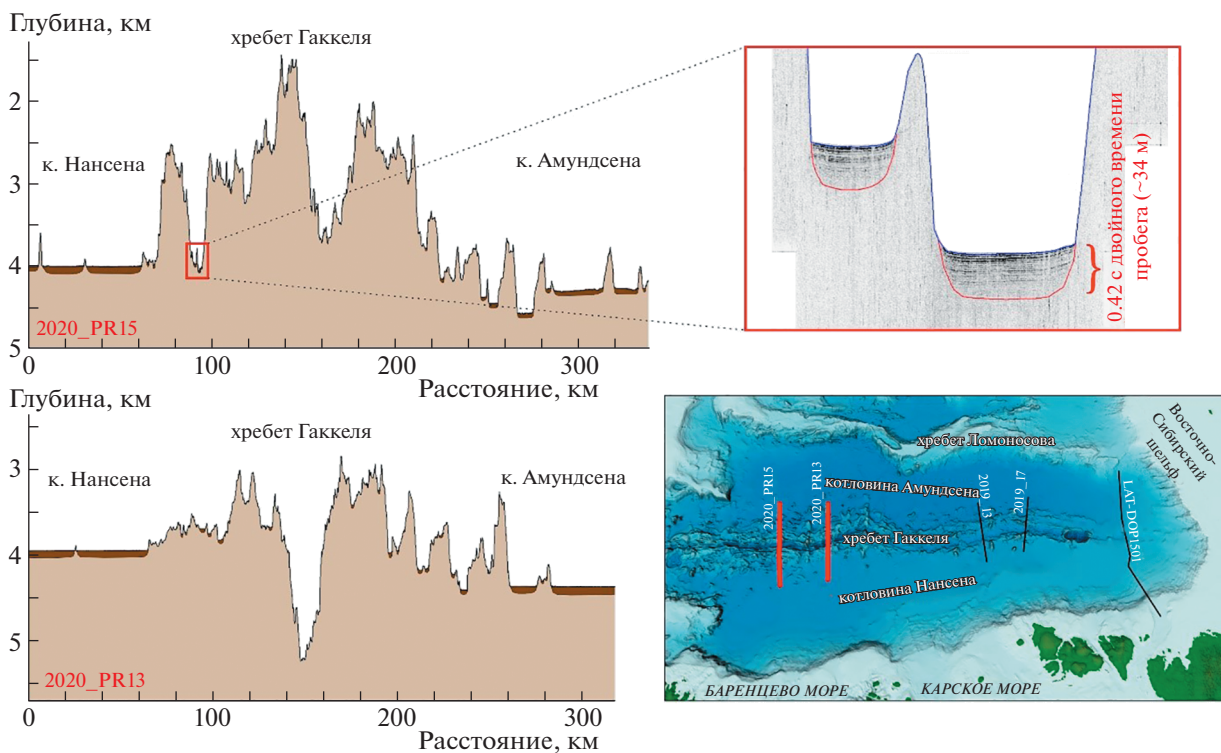 Глубина, км
хребет Гаккеля
2
3
4
5
к. Нансена
к. Амундсена
2020_PR15
0
100
200
300
Расстояние, км
0.42 с двойного времени
пробега (~34 м)
Глубина, км
хребет Гаккеля
3
4
5
к. Нансена
к. Амундсена
2020_PR13
0
100
200
300
Расстояние, км
Восточно-
Сибирский
шельф
хребет Ломоносова
котловина Амундсена
2020_PR15
2020_PR13
2019_13
2019_17
LAT-DOP1501
хребет Гаккеля
котловина Нансена
БАРЕНЦЕВО МОРЕ
КАРСКОЕ МОРЕ